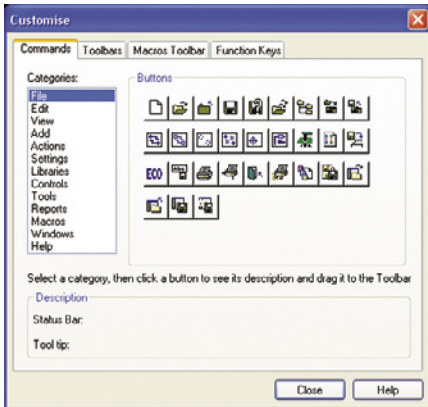 Customise
Commands Toolbars Macros Toolbar Function Keys
Categories: Buttons
File
Edit
View
Add
Actions
Settings
Libraries
Controls
Tools
Reports
Macros
Windows
Help
ECO
Select a category, then click a button to see its description and drag it to the Toolbar
Description
Status Bar:
Tool tip:
Close Help